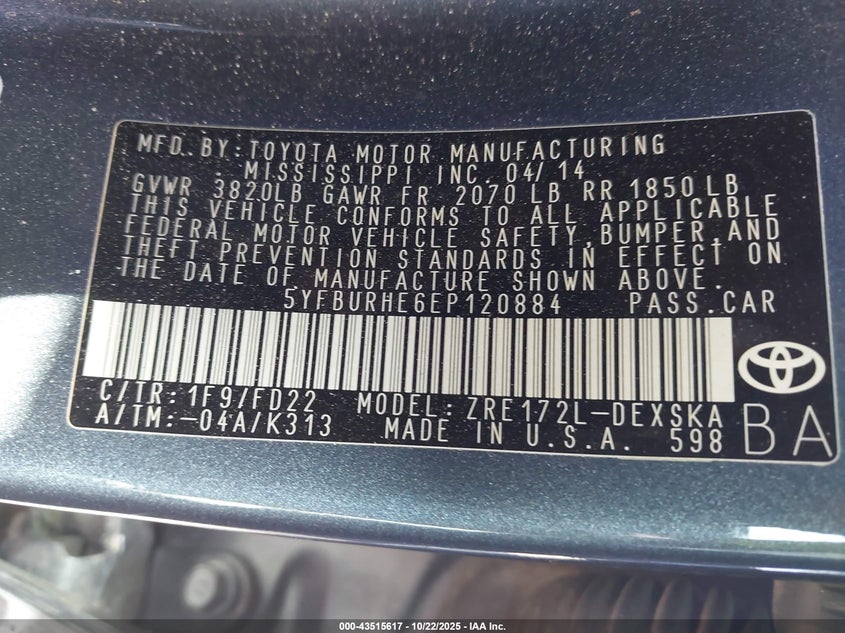 MFD. BY: TOYOTA MOTOR MANUFACTURING
MISSISSIPPI INC. 04/14
GVWR 3820LB GAWR FR 2070 LB RR 1850 LB
THIS VEHICLE CONFORMS TO ALL APPLICABLE
FEDERAL MOTOR VEHICLE SAFETY, BUMPER, AND
THEFT PREVENTION STANDARDS IN EFFECT ON
THE DATE OF MANUFACTURE SHOWN ABOVE.
5YFBURHE6EP120884 PASS. CAR
C/TR: 1F9/FD22 MODEL: ZRE172L-DEXSKA
A/TM: -04A/K313 MADE IN U.S.A. 598
BA
000-43515617 - 10/22/2025 - IAA Inc.